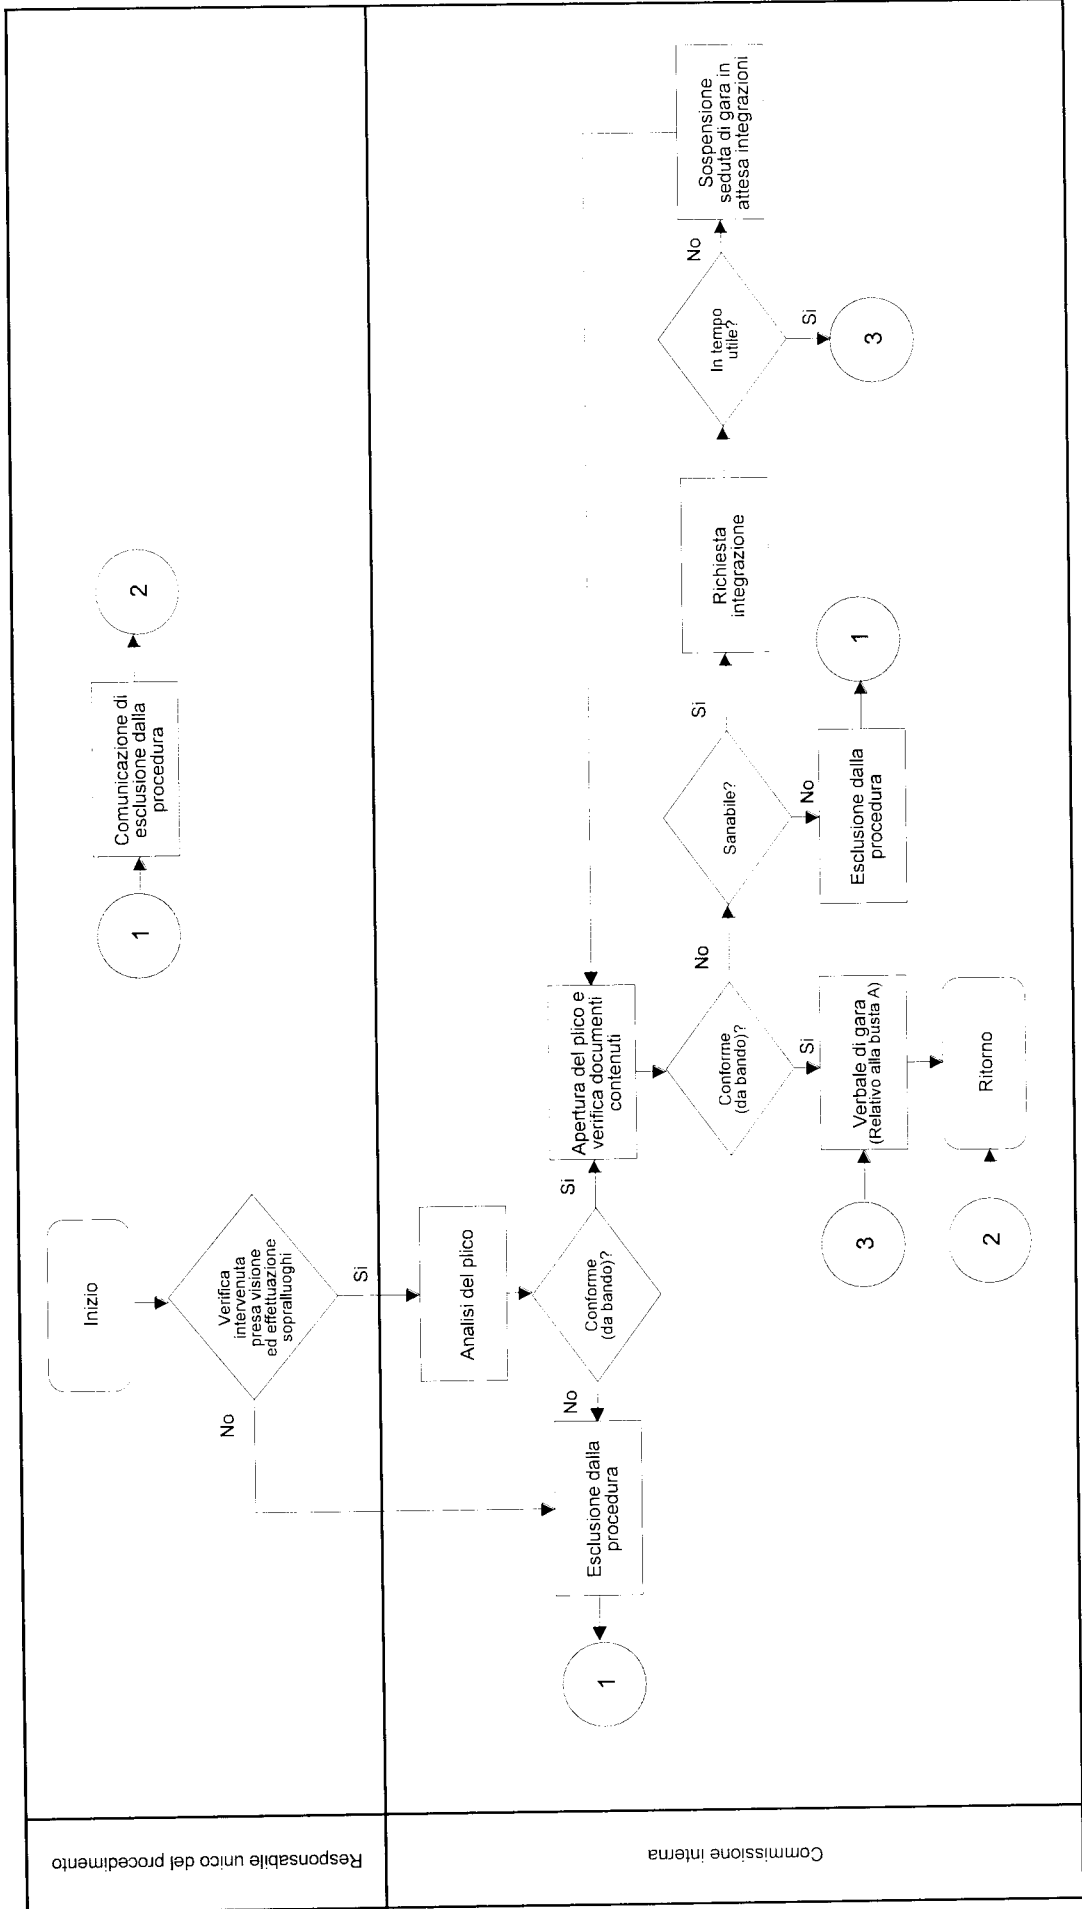 Responsabile unico del procedimento
Inizio
Verifica
intervenuta
presa visione
ed effettuazione
sopralluoghi
No
Si
1
Comunicazione di
esclusione dalla
procedura
2
Commissione interna
Analisi del plico
Conforme
(da bando)?
No
Si
Esclusione dalla
procedura
1
Apertura del plico e
verifica documenti
contenuti
Conforme
(da bando)?
No
Si
Sanabile?
Si
No
Richiesta
integrazione
In tempo
utile?
No
Si
Sospensione
seduta di gara in
attesa integrazioni
3
Esclusione dalla
procedura
1
3
Verbale di gara
(Relativo alla busta A)
2
Ritorno